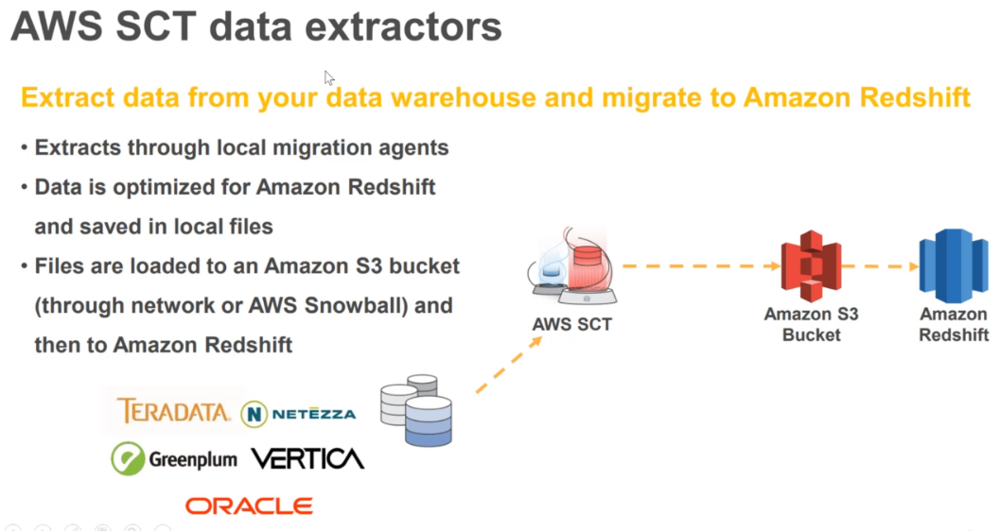 AWS SCT data extractors
Extract data from your data warehouse and migrate to Amazon Redshift
• Extracts through local migration agents
• Data is optimized for Amazon Redshift
and saved in local files
• Files are loaded to an Amazon S3 bucket
(through network or AWS Snowball) and
then to Amazon Redshift
AWS SCT
Amazon S3
Bucket
Amazon
Redshift
TERADATA.
N NETEZZA
Greenplum
VERTICA
ORACLE